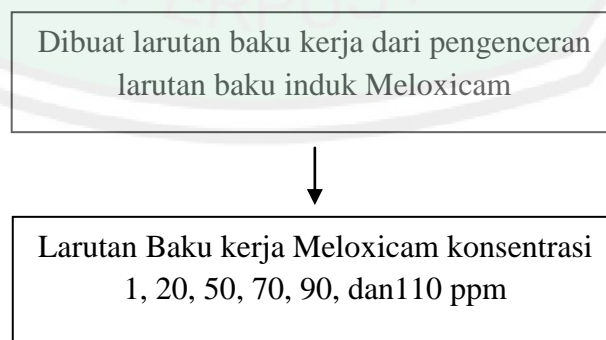 PERPUST
Dibuat larutan baku kerja dari pengenceran
larutan baku induk Meloxicam
Larutan Baku kerja Meloxicam konsentrasi
1, 20, 50, 70, 90, dan110 ppm